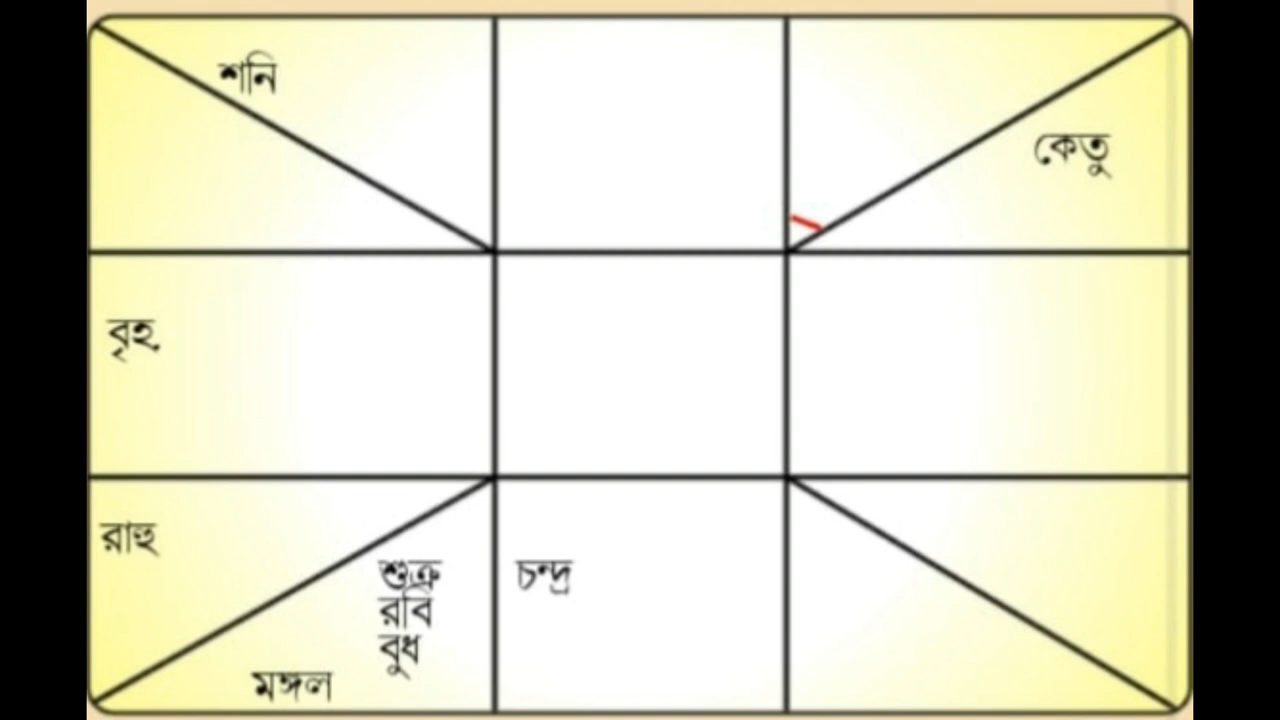 শনি
কেতু
বৃহ
রাহু
শুক্র
রবি
বুধ
মঙ্গল
চন্দ্র